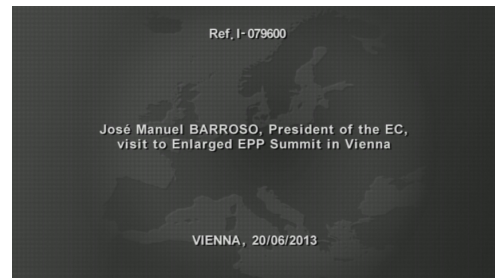 Ref. I-079600
José Manuel BARROSO, President of the EC,
visit to Enlarged EPP Summit in Vienna
VIENNA, 20/06/2013